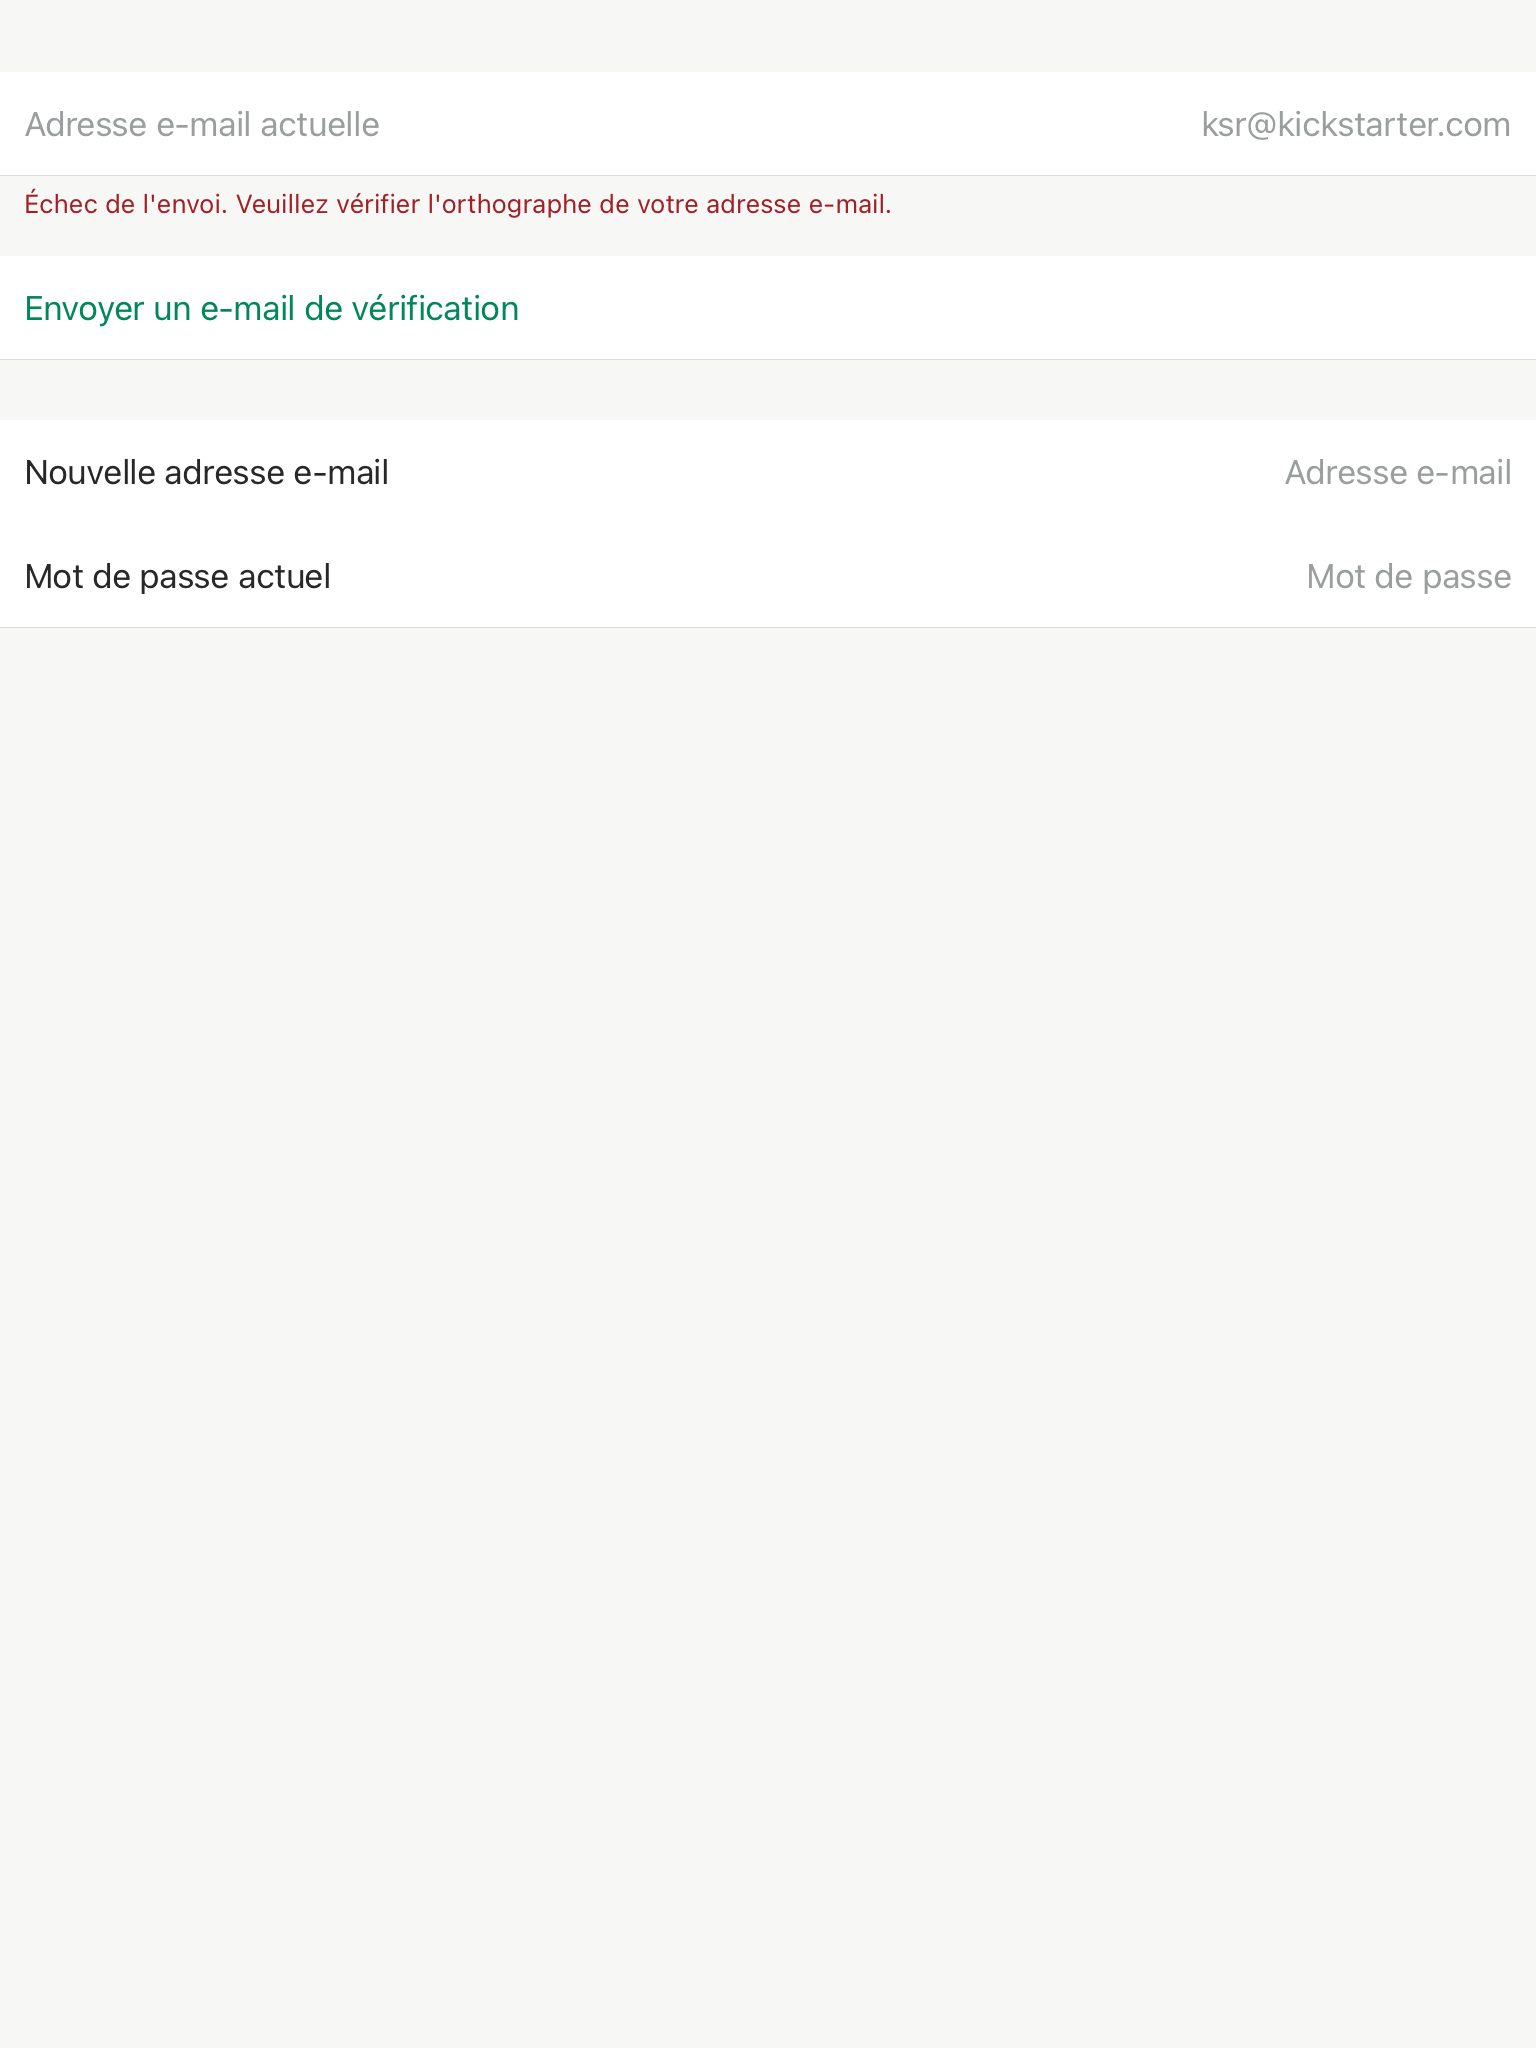 Adresse e-mail actuelle ksr@kickstarter.com
Échec de l'envoi. Veuillez vérifier l'orthographe de votre adresse e-mail.
Envoyer un e-mail de vérification
Nouvelle adresse e-mail Adresse e-mail
Mot de passe actuel Mot de passe